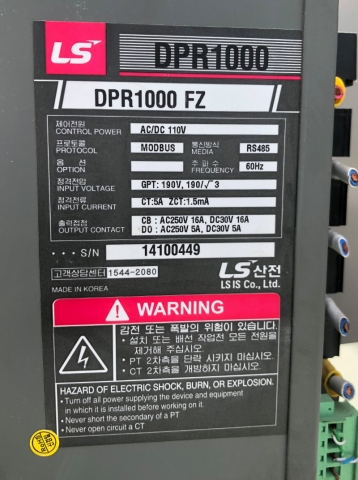 LS DPR1000
DPR1000 FZ
제어전원
CONTROL POWER AC/DC 110V
프로토콜 통신방식
PROTOCOL MODBUS MEDIA RS485
옵션 주파수
OPTION FREQUENCY 60Hz
정격전압
INPUT VOLTAGE GPT: 190V, 190/√3
정격전류
INPUT CURRENT CT:5A ZCT:1.5mA
출력접점 CB : AC250V 16A, DC30V 16A
OUTPUT CONTACT DO : AC250V 5A, DC30V 5A
··· S/N 14100449
고객상담센터 1544-2080 LS산전
LS IS Co., Ltd.
MADE IN KOREA
WARNING
감전 또는 폭발의 위험이 있습니다.
• 설치 또는 배선 작업전 모든 전원을
제거해 주십시오.
• PT 2차측을 단락 시키지 마십시오.
• CT 2차측을 개방하지 마십시오.
HAZARD OF ELECTRIC SHOCK, BURN, OR EXPLOSION.
• Turn off all power supplying the device and equipment
in which it is installed before working in it.
• Never short the secondary of a PT
• Never open circuit a CT